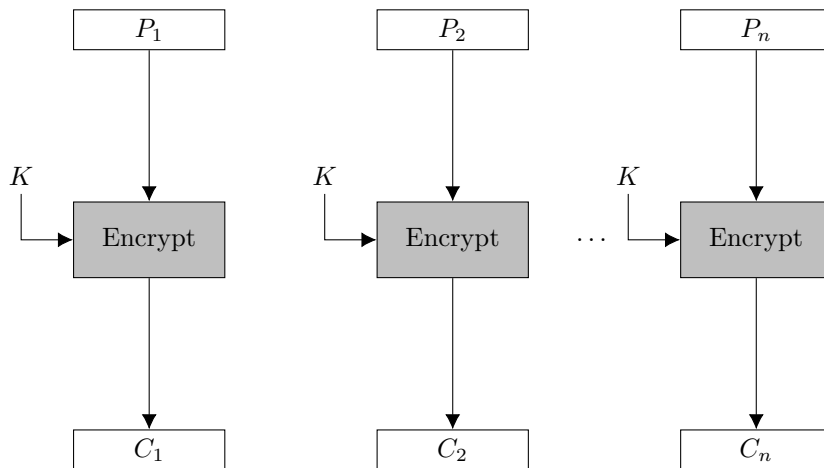 P₁ P₂ Pₙ
K K K
Encrypt Encrypt ... Encrypt
C₁ C₂ Cₙ